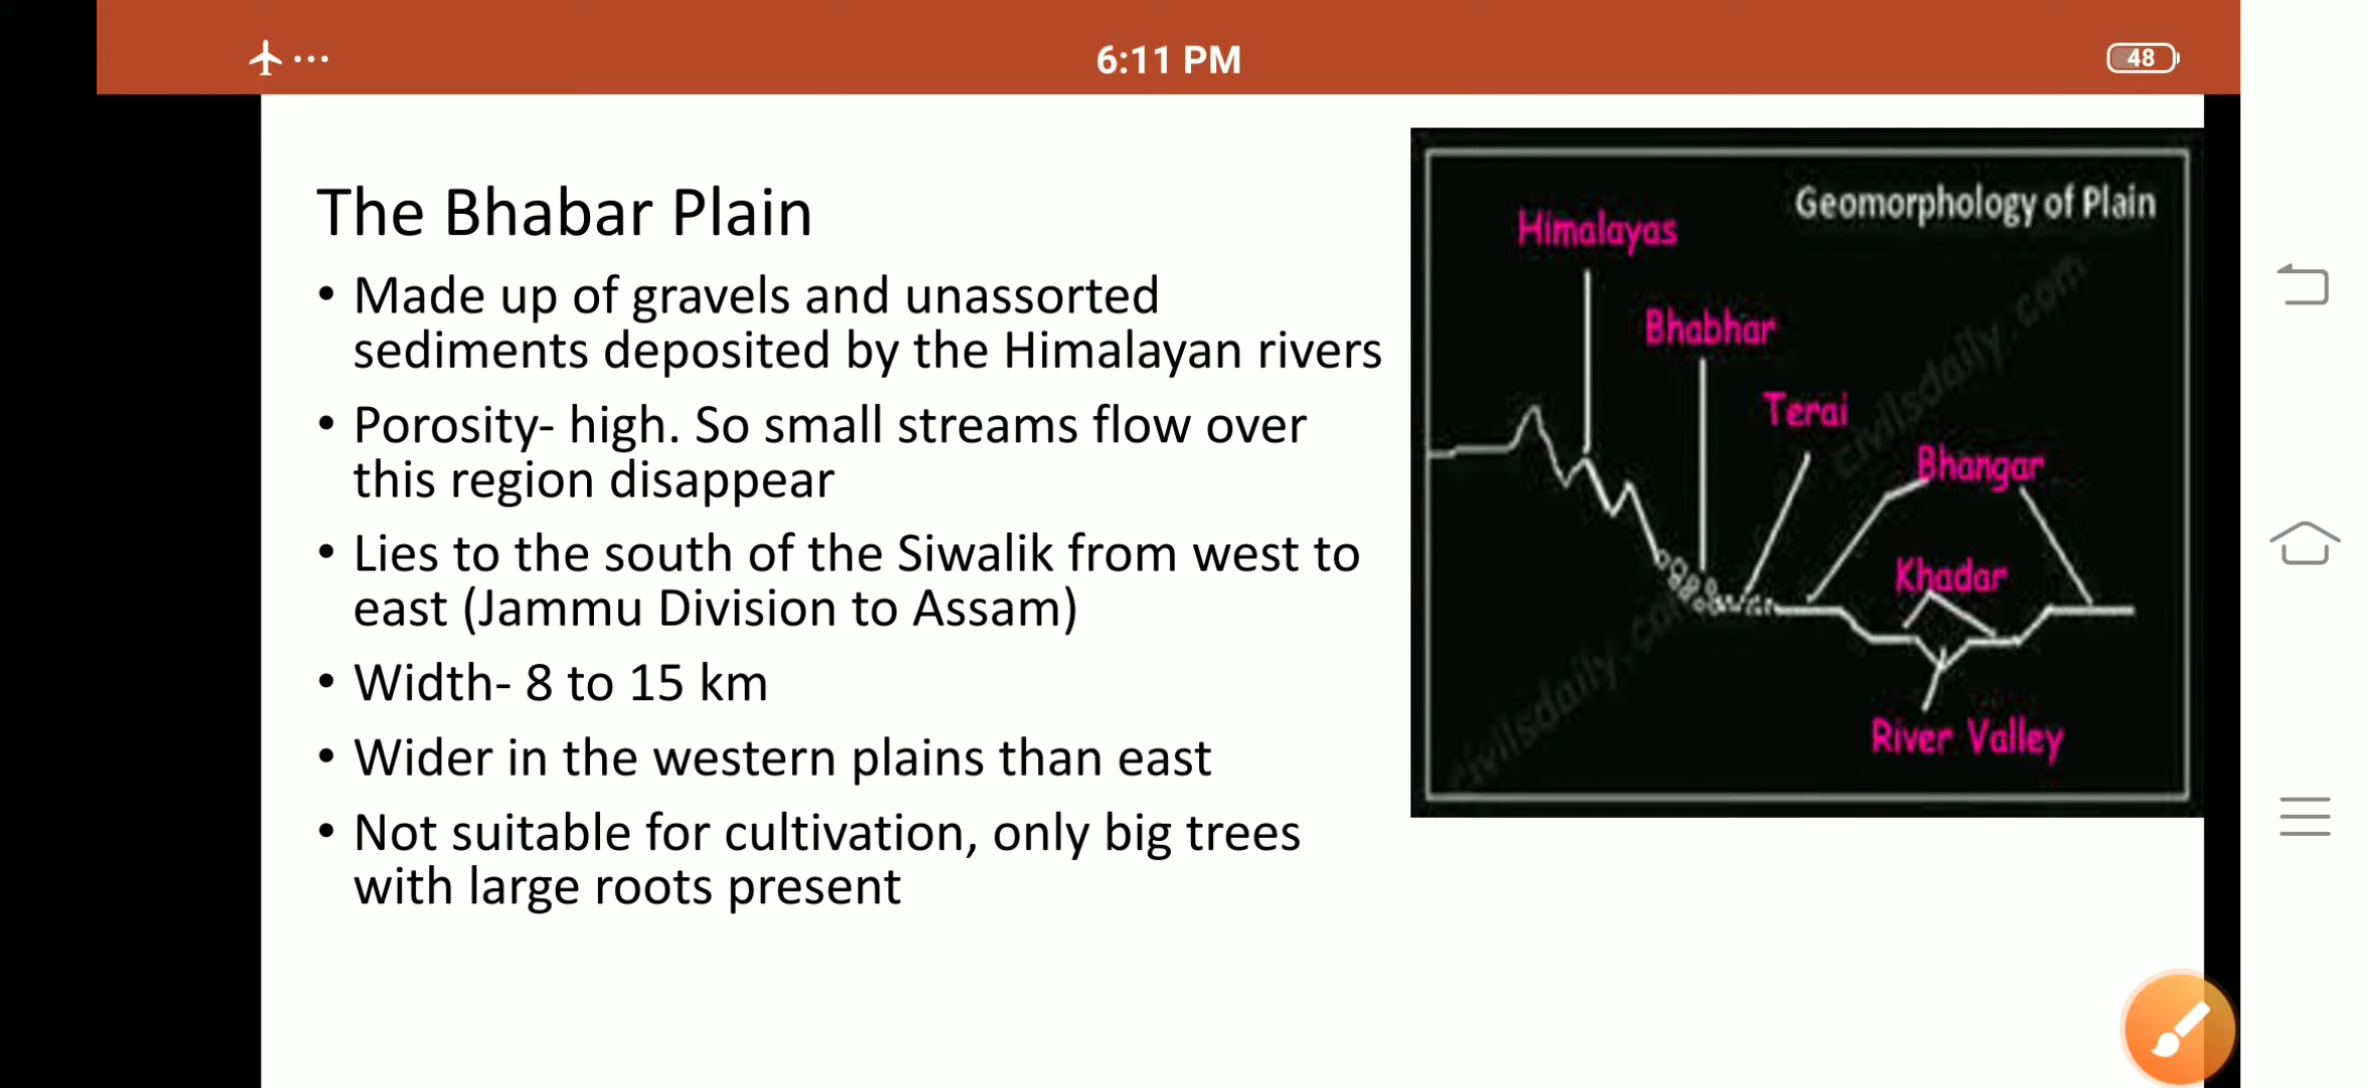 6:11 PM
48
The Bhabar Plain
• Made up of gravels and unassorted
sediments deposited by the Himalayan rivers
• Porosity- high. So small streams flow over
this region disappear
• Lies to the south of the Siwalik from west to
east (Jammu Division to Assam)
• Width- 8 to 15 km
• Wider in the western plains than east
• Not suitable for cultivation, only big trees
with large roots present
Geomorphology of Plain
Himalayas
Bhabhar
Terai
Bhangar
Khadar
River Valley
civilsdaily.com
civilsdaily.com